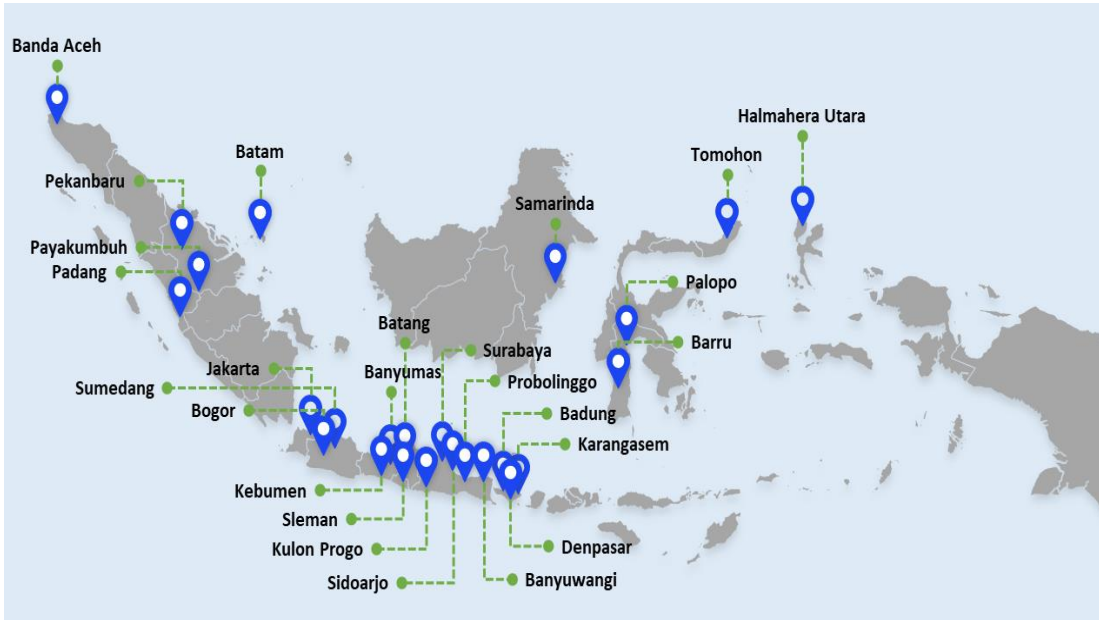 Banda Aceh
Halmahera Utara
Batam
Tomohon
Pekanbaru
Samarinda
Payakumbuh
Padang
Palopo
Batang
Barru
Surabaya
Jakarta
Banyumas
Sumedang
Probolinggo
Bogor
Badung
Karangasem
Kebumen
Sleman
Kulon Progo
Denpasar
Sidoarjo
Banyuwangi